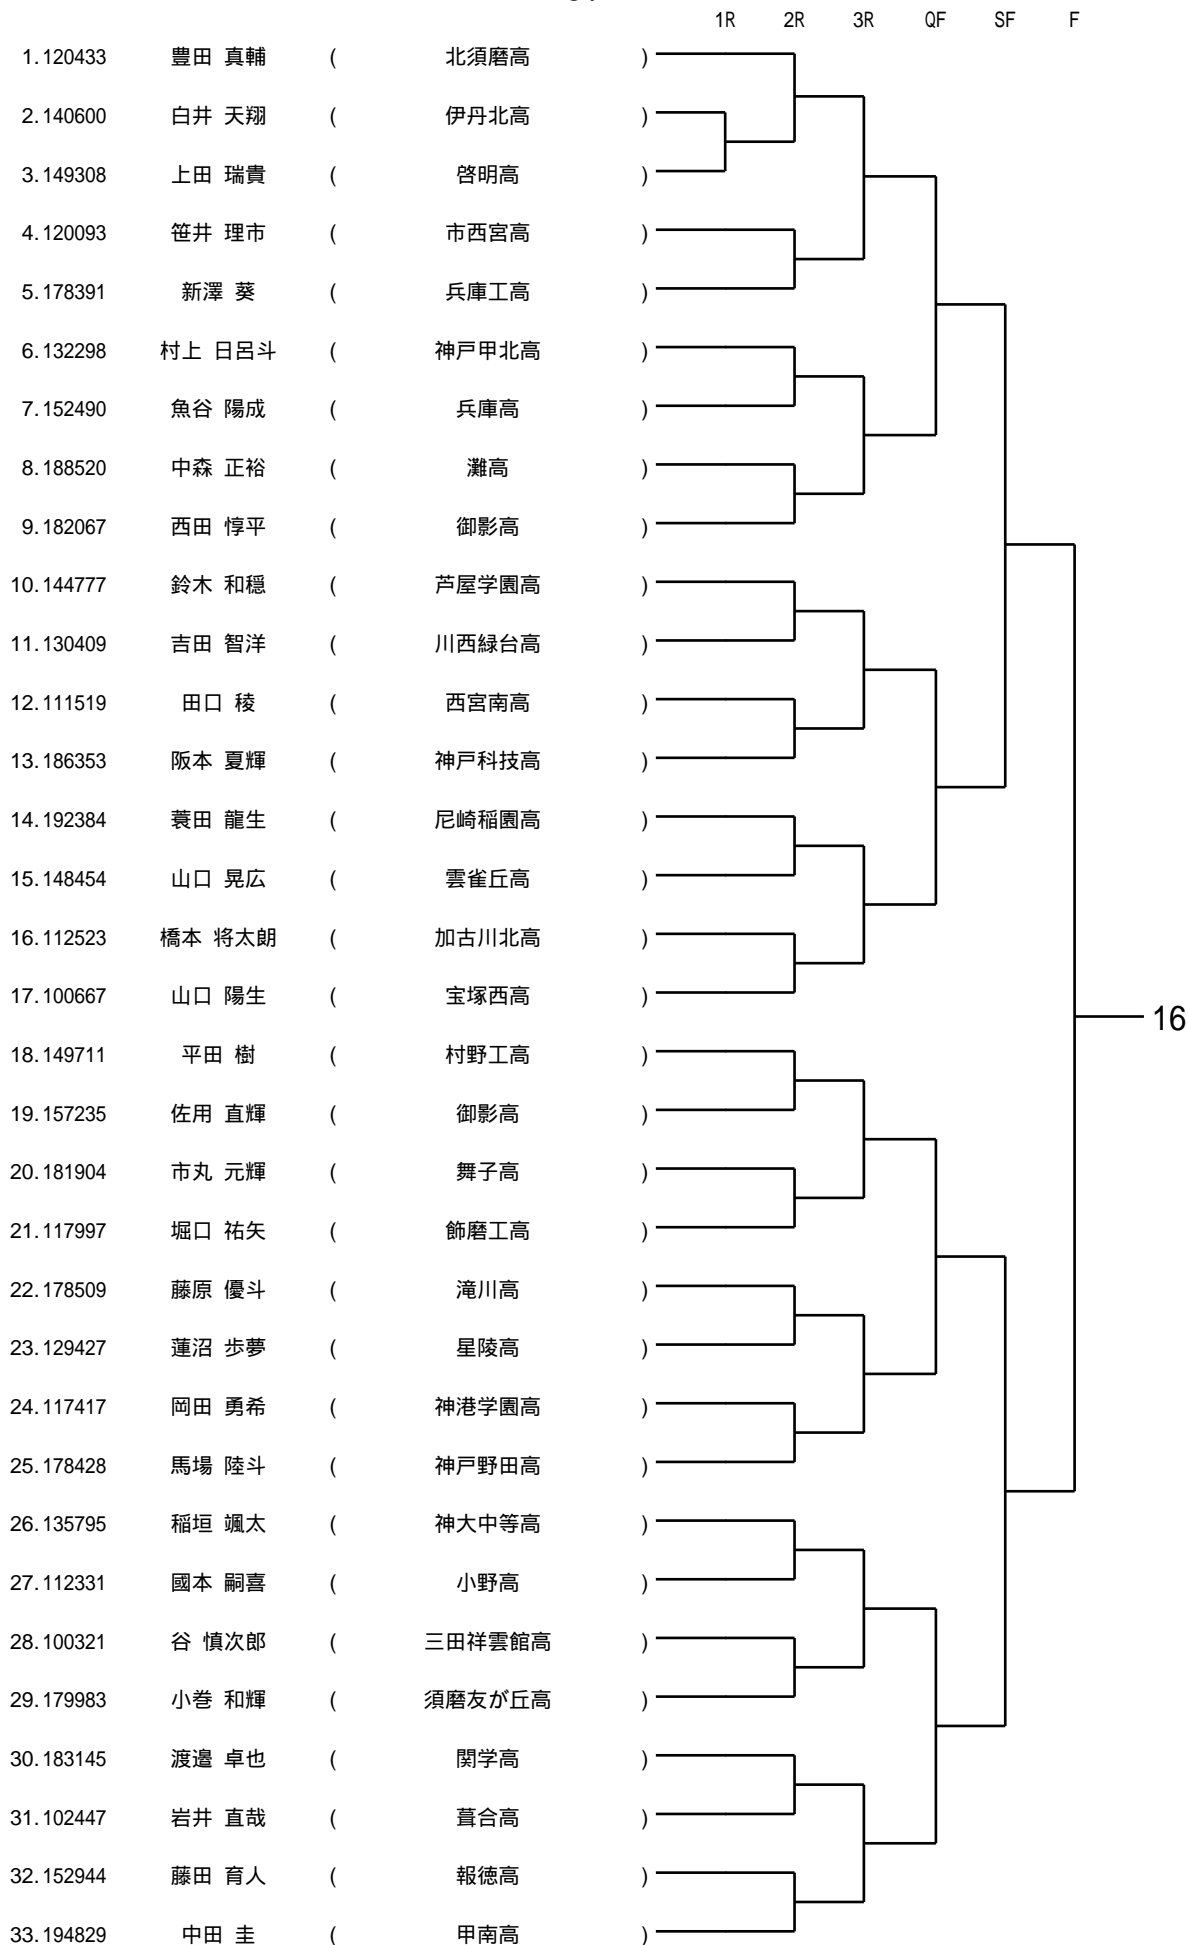 1R 2R 3R QF SF F
1.120433 豊田 真輔 ( 北須磨高 )
2.140600 白井 天翔 ( 伊丹北高 )
3.149308 上田 瑞貴 ( 啓明高 )
4.120093 笹井 理市 ( 市西宮高 )
5.178391 新澤 葵 ( 兵庫工高 )
6.132298 村上 日呂斗 ( 神戸甲北高 )
7.152490 魚谷 陽成 ( 兵庫高 )
8.188520 中森 正裕 ( 灘高 )
9.182067 西田 惇平 ( 御影高 )
10.144777 鈴木 和穏 ( 芦屋学園高 )
11.130409 吉田 智洋 ( 川西緑台高 )
12.111519 田口 稜 ( 西宮南高 )
13.186353 阪本 夏輝 ( 神戸科技高 )
14.192384 蓑田 龍生 ( 尼崎稲園高 )
15.148454 山口 晃広 ( 雲雀丘高 )
16.112523 橋本 将太朗 ( 加古川北高 )
17.100667 山口 陽生 ( 宝塚西高 )
16
18.149711 平田 樹 ( 村野工高 )
19.157235 佐用 直輝 ( 御影高 )
20.181904 市丸 元輝 ( 舞子高 )
21.117997 堀口 祐矢 ( 飾磨工高 )
22.178509 藤原 優斗 ( 滝川高 )
23.129427 蓮沼 歩夢 ( 星陵高 )
24.117417 岡田 勇希 ( 神港学園高 )
25.178428 馬場 陸斗 ( 神戸野田高 )
26.135795 稲垣 颯太 ( 神大中等高 )
27.112331 國本 嗣喜 ( 小野高 )
28.100321 谷 慎次郎 ( 三田祥雲館高 )
29.179983 小巻 和輝 ( 須磨友が丘高 )
30.183145 渡邉 卓也 ( 関学高 )
31.102447 岩井 直哉 ( 葺合高 )
32.152944 藤田 育人 ( 報徳高 )
33.194829 中田 圭 ( 甲南高 )